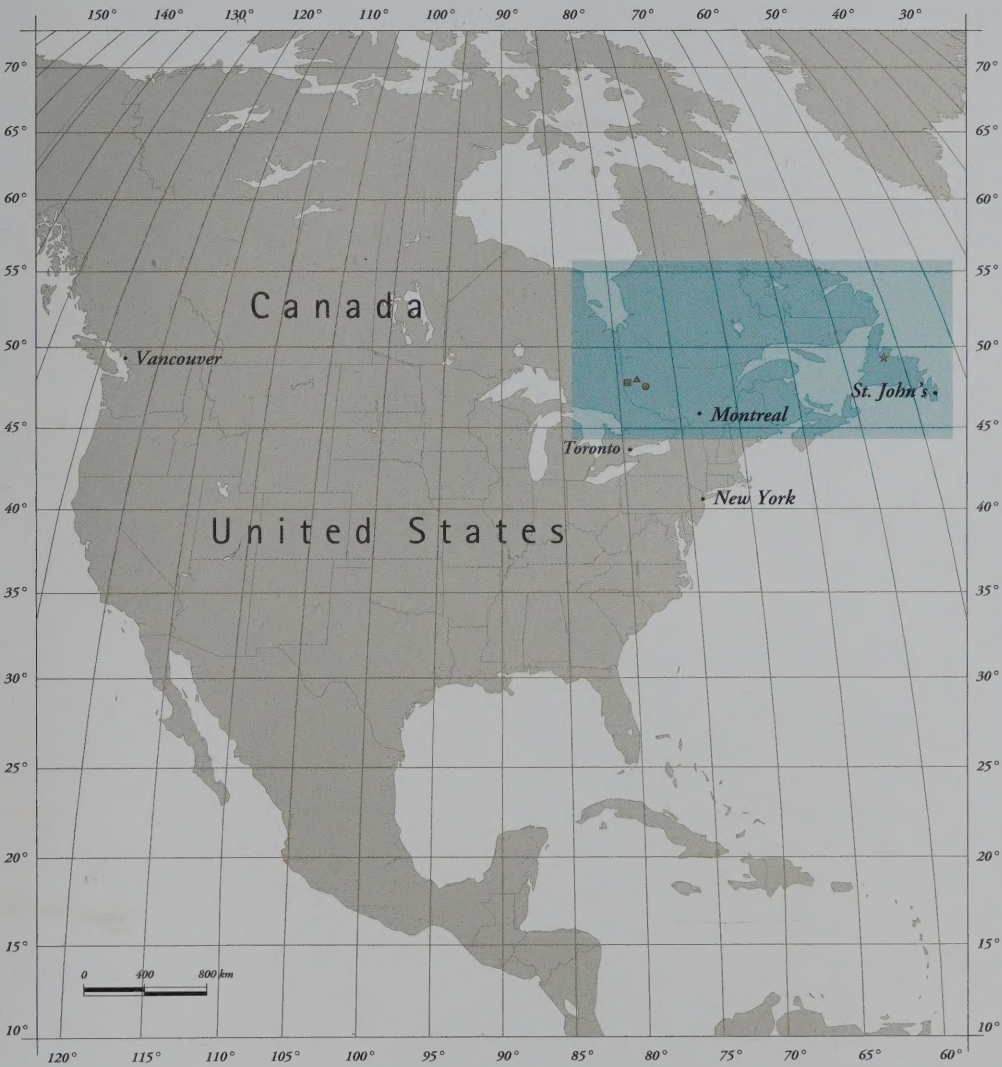 150° 140° 130° 120° 110° 100° 90° 80° 70° 60° 50° 40° 30°
70° 70°
65° 65°
60° 60°
55° 55°
Canada
50° 50°
Vancouver
St. John's
Montreal
45° 45°
Toronto
New York
40° 40°
United States
35° 35°
30° 30°
25° 25°
20° 20°
15° 15°
0 400 800 km
10° 10°
120° 115° 110° 105° 100° 95° 90° 85° 80° 75° 70° 65° 60°